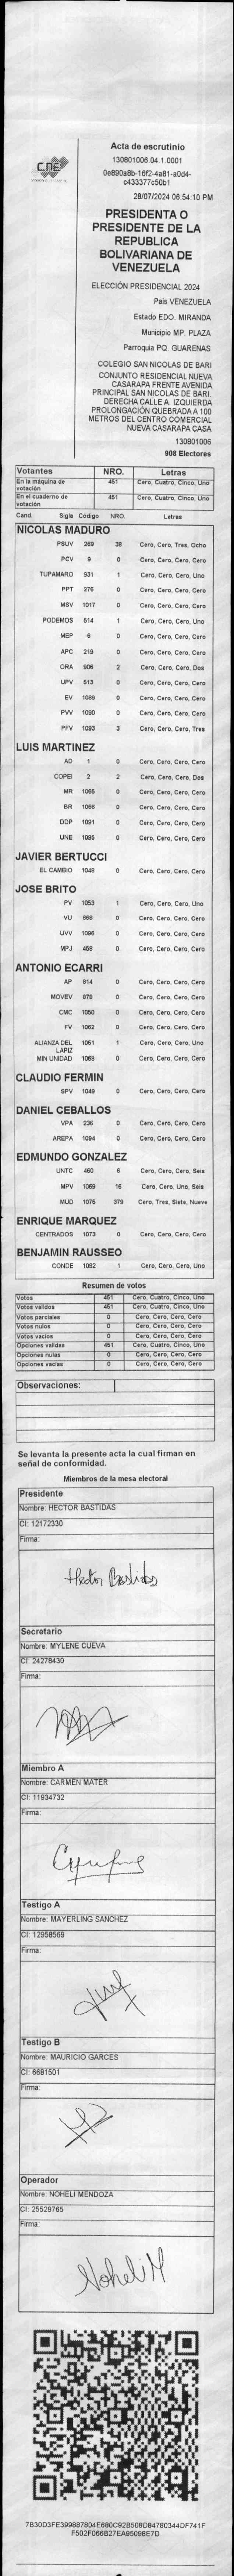 CNE
Acta de escrutinio
130801006.04.1.0001
0e890a8b-16f2-4a81-a0d4-
c433377c50b1
28/07/2024 06:54:10 PM
PRESIDENTA O
PRESIDENTE DE LA
REPUBLICA
BOLIVARIANA DE
VENEZUELA
ELECCIÓN PRESIDENCIAL 2024
País VENEZUELA
Estado EDO. MIRANDA
Municipio MP. PLAZA
Parroquia PQ. GUARENAS
COLEGIO SAN NICOLAS DE BARI
CONJUNTO RESIDENCIAL NUEVA
CASARAPA FRENTE AVENIDA
PRINCIPAL SAN NICOLAS DE BARI.
DERECHA CALLE A. IZQUIERDA
PROLONGACIÓN QUEBRADA A 100
METROS DEL CENTRO COMERCIAL
NUEVA CASARAPA CASA
130801006
908 Electores
Votantes NRO. Letras
En la máquina de votación 451 Cero, Cuatro, Cinco, Uno
En el cuaderno de votación 451 Cero, Cuatro, Cinco, Uno
Cand. Sigla Código NRO. Letras
NICOLAS MADURO
PSUV 269 38 Cero, Cero, Tres, Ocho
PCV 9 0 Cero, Cero, Cero, Cero
TUPAMARO 931 1 Cero, Cero, Cero, Uno
PPT 276 0 Cero, Cero, Cero, Cero
MSV 1017 0 Cero, Cero, Cero, Cero
PODEMOS 514 1 Cero, Cero, Cero, Uno
MEP 6 0 Cero, Cero, Cero, Cero
APC 219 0 Cero, Cero, Cero, Cero
ORA 906 2 Cero, Cero, Cero, Dos
UPV 513 0 Cero, Cero, Cero, Cero
EV 1089 0 Cero, Cero, Cero, Cero
PVV 1090 0 Cero, Cero, Cero, Cero
PFV 1093 3 Cero, Cero, Cero, Tres
LUIS MARTINEZ
AD 1 0 Cero, Cero, Cero, Cero
COPEI 2 2 Cero, Cero, Cero, Dos
MR 1065 0 Cero, Cero, Cero, Cero
BR 1066 0 Cero, Cero, Cero, Cero
DDP 1091 0 Cero, Cero, Cero, Cero
UNE 1095 0 Cero, Cero, Cero, Cero
JAVIER BERTUCCI
EL CAMBIO 1048 0 Cero, Cero, Cero, Cero
JOSE BRITO
PV 1053 1 Cero, Cero, Cero, Uno
VU 868 0 Cero, Cero, Cero, Cero
UVV 1096 0 Cero, Cero, Cero, Cero
MPJ 458 0 Cero, Cero, Cero, Cero
ANTONIO ECARRI
AP 814 0 Cero, Cero, Cero, Cero
MOVEV 878 0 Cero, Cero, Cero, Cero
CMC 1050 0 Cero, Cero, Cero, Cero
FV 1062 0 Cero, Cero, Cero, Cero
ALIANZA DEL LAPIZ 1051 1 Cero, Cero, Cero, Uno
MIN UNIDAD 1068 0 Cero, Cero, Cero, Cero
CLAUDIO FERMIN
SPV 1049 0 Cero, Cero, Cero, Cero
DANIEL CEBALLOS
VPA 236 0 Cero, Cero, Cero, Cero
AREPA 1094 0 Cero, Cero, Cero, Cero
EDMUNDO GONZALEZ
UNTC 460 6 Cero, Cero, Cero, Seis
MPV 1069 16 Cero, Cero, Uno, Seis
MUD 1075 379 Cero, Tres, Siete, Nueve
ENRIQUE MARQUEZ
CENTRADOS 1073 0 Cero, Cero, Cero, Cero
BENJAMIN RAUSSEO
CONDE 1092 1 Cero, Cero, Cero, Uno
Resumen de votos
Votos 451 Cero, Cuatro, Cinco, Uno
Votos validos 451 Cero, Cuatro, Cinco, Uno
Votos parciales 0 Cero, Cero, Cero, Cero
Votos nulos 0 Cero, Cero, Cero, Cero
Votos vacios 0 Cero, Cero, Cero, Cero
Opciones validas 451 Cero, Cuatro, Cinco, Uno
Opciones nulas 0 Cero, Cero, Cero, Cero
Opciones vacias 0 Cero, Cero, Cero, Cero
Observaciones:
Se levanta la presente acta la cual firman en
señal de conformidad.
Miembros de la mesa electoral
Presidente
Nombre: HECTOR BASTIDAS
CI: 12172330
Firma:
Hector Bastidas
Secretario
Nombre: MYLENE CUEVA
CI: 24278430
Firma:
Miembro A
Nombre: CARMEN MATER
CI: 11934732
Firma:
Testigo A
Nombre: MAYERLING SANCHEZ
CI: 12958569
Firma:
Testigo B
Nombre: MAURICIO GARCES
CI: 6681501
Firma:
Operador
Nombre: NOHELI MENDOZA
CI: 25529765
Firma:
Noheli M
7B30D3FE399887804E680C92B508D84780344DF741F
F502F066B27EA95098E7D